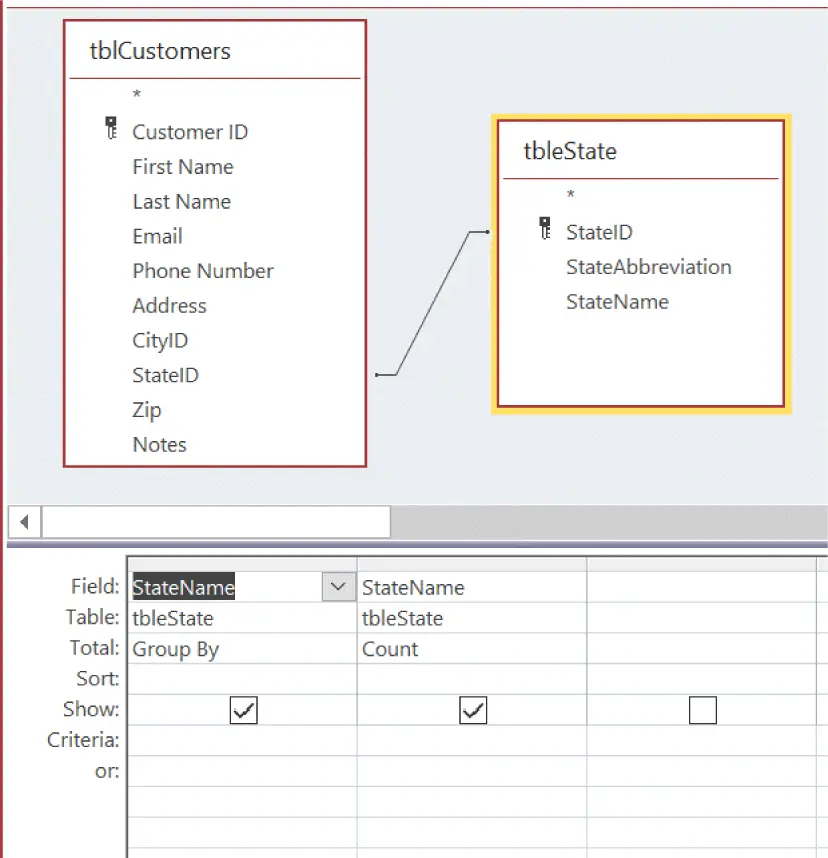 tblCustomers
*
Customer ID
First Name
Last Name
Email
Phone Number
Address
CityID
StateID
Zip
Notes
tbleState
*
StateID
StateAbbreviation
StateName
Field: StateName StateName
Table: tbleState tbleState
Total: Group By Count
Sort:
Show:
Criteria:
or: